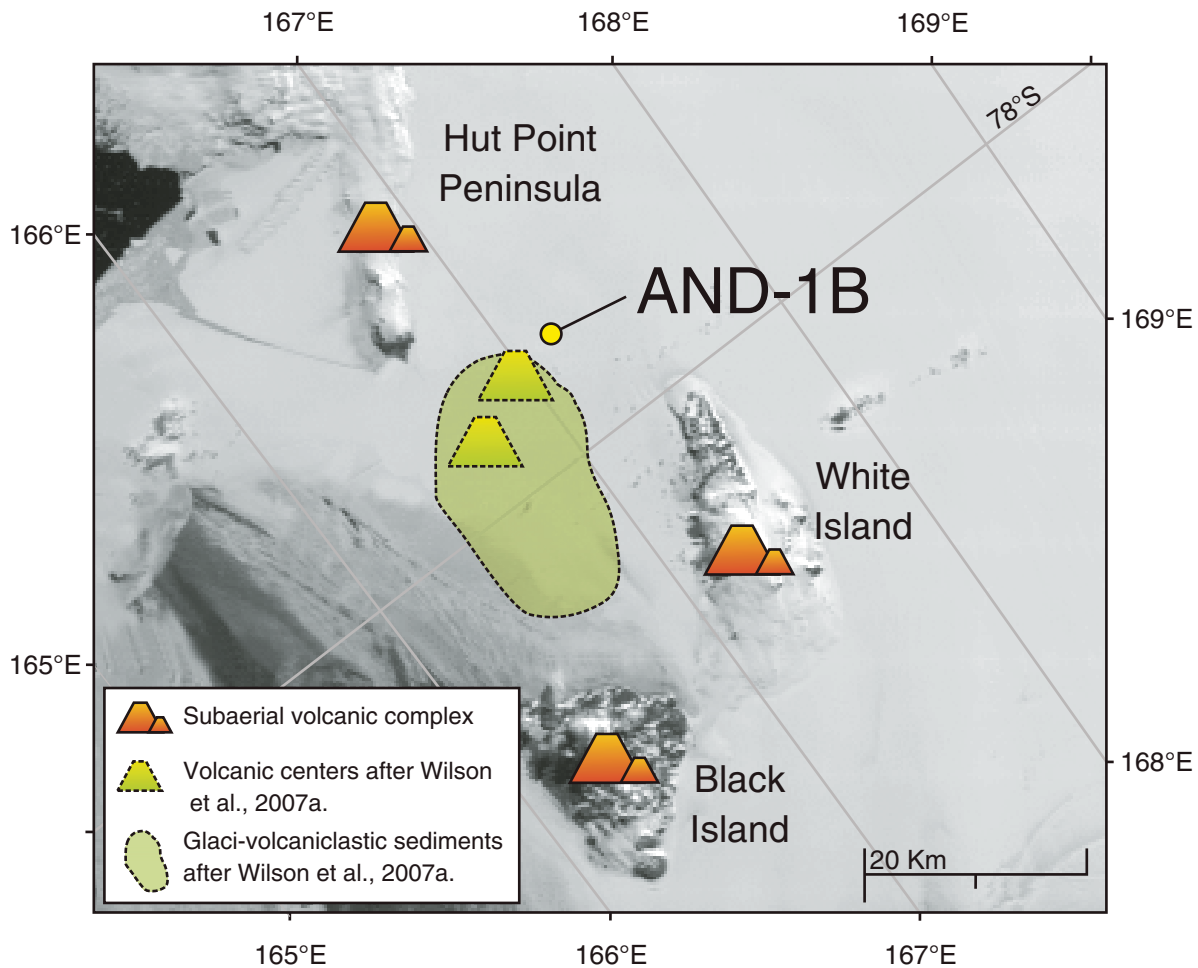 167°E
168°E
169°E
78°S
Hut Point
Peninsula
166°E
AND-1B
169°E
White
Island
165°E
Subaerial volcanic complex
Volcanic centers after Wilson
et al., 2007a.
Glaci-volcaniclastic sediments
after Wilson et al., 2007a.
Black
Island
168°E
20 Km
165°E
166°E
167°E